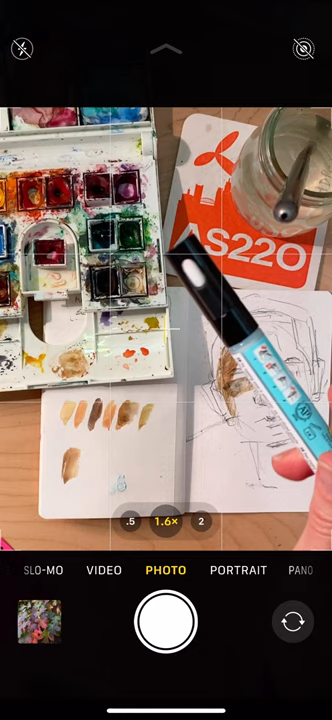 AS220
.5
1.6×
2
SLO-MO
VIDEO
PHOTO
PORTRAIT
PANO